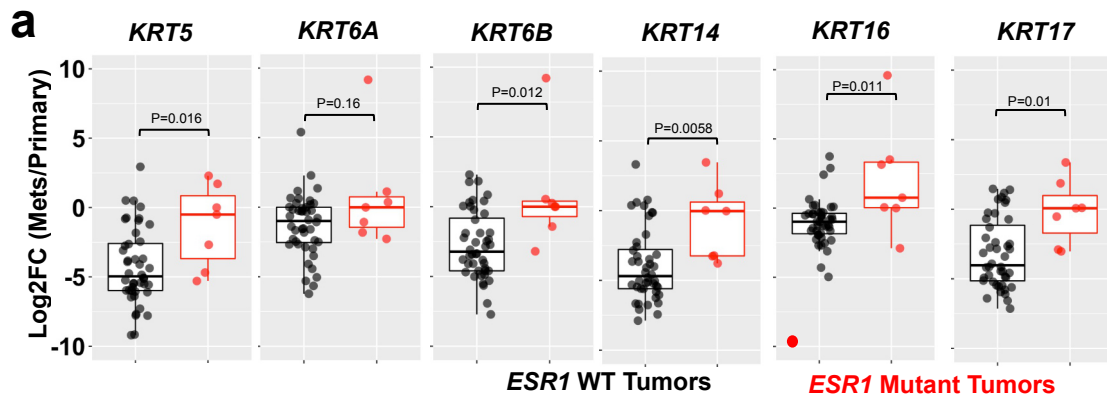 a
KRT5 KRT6A KRT6B KRT14 KRT16 KRT17
Log2FC (Mets/Primary)
10
5
0
-5
-10
P=0.016
P=0.16
P=0.012
P=0.0058
P=0.011
P=0.01
ESR1 WT Tumors
ESR1 Mutant Tumors